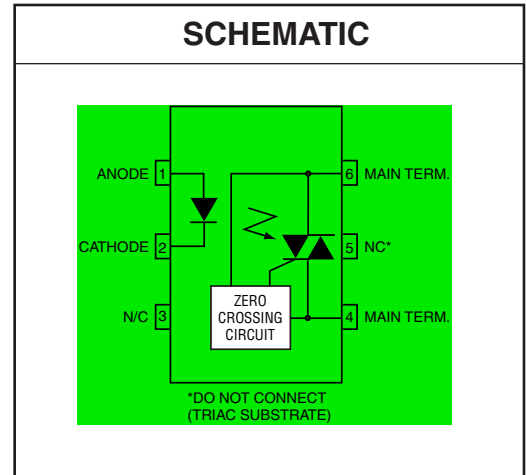 SCHEMATIC
ANODE 1
6 MAIN TERM.
CATHODE 2
5 NC*
N/C 3
ZERO
CROSSING
CIRCUIT
4 MAIN TERM.
*DO NOT CONNECT
(TRIAC SUBSTRATE)